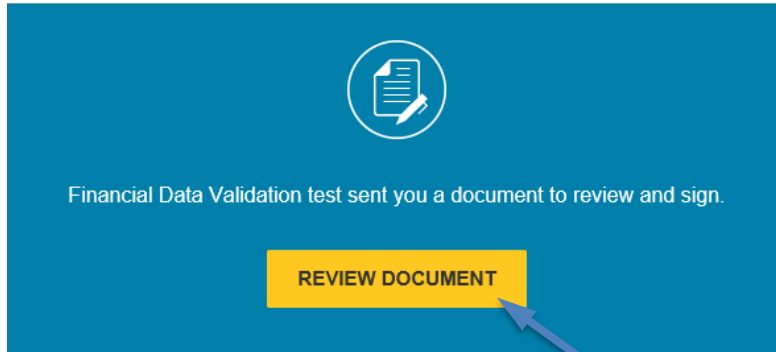 Financial Data Validation test sent you a document to review and sign.
REVIEW DOCUMENT